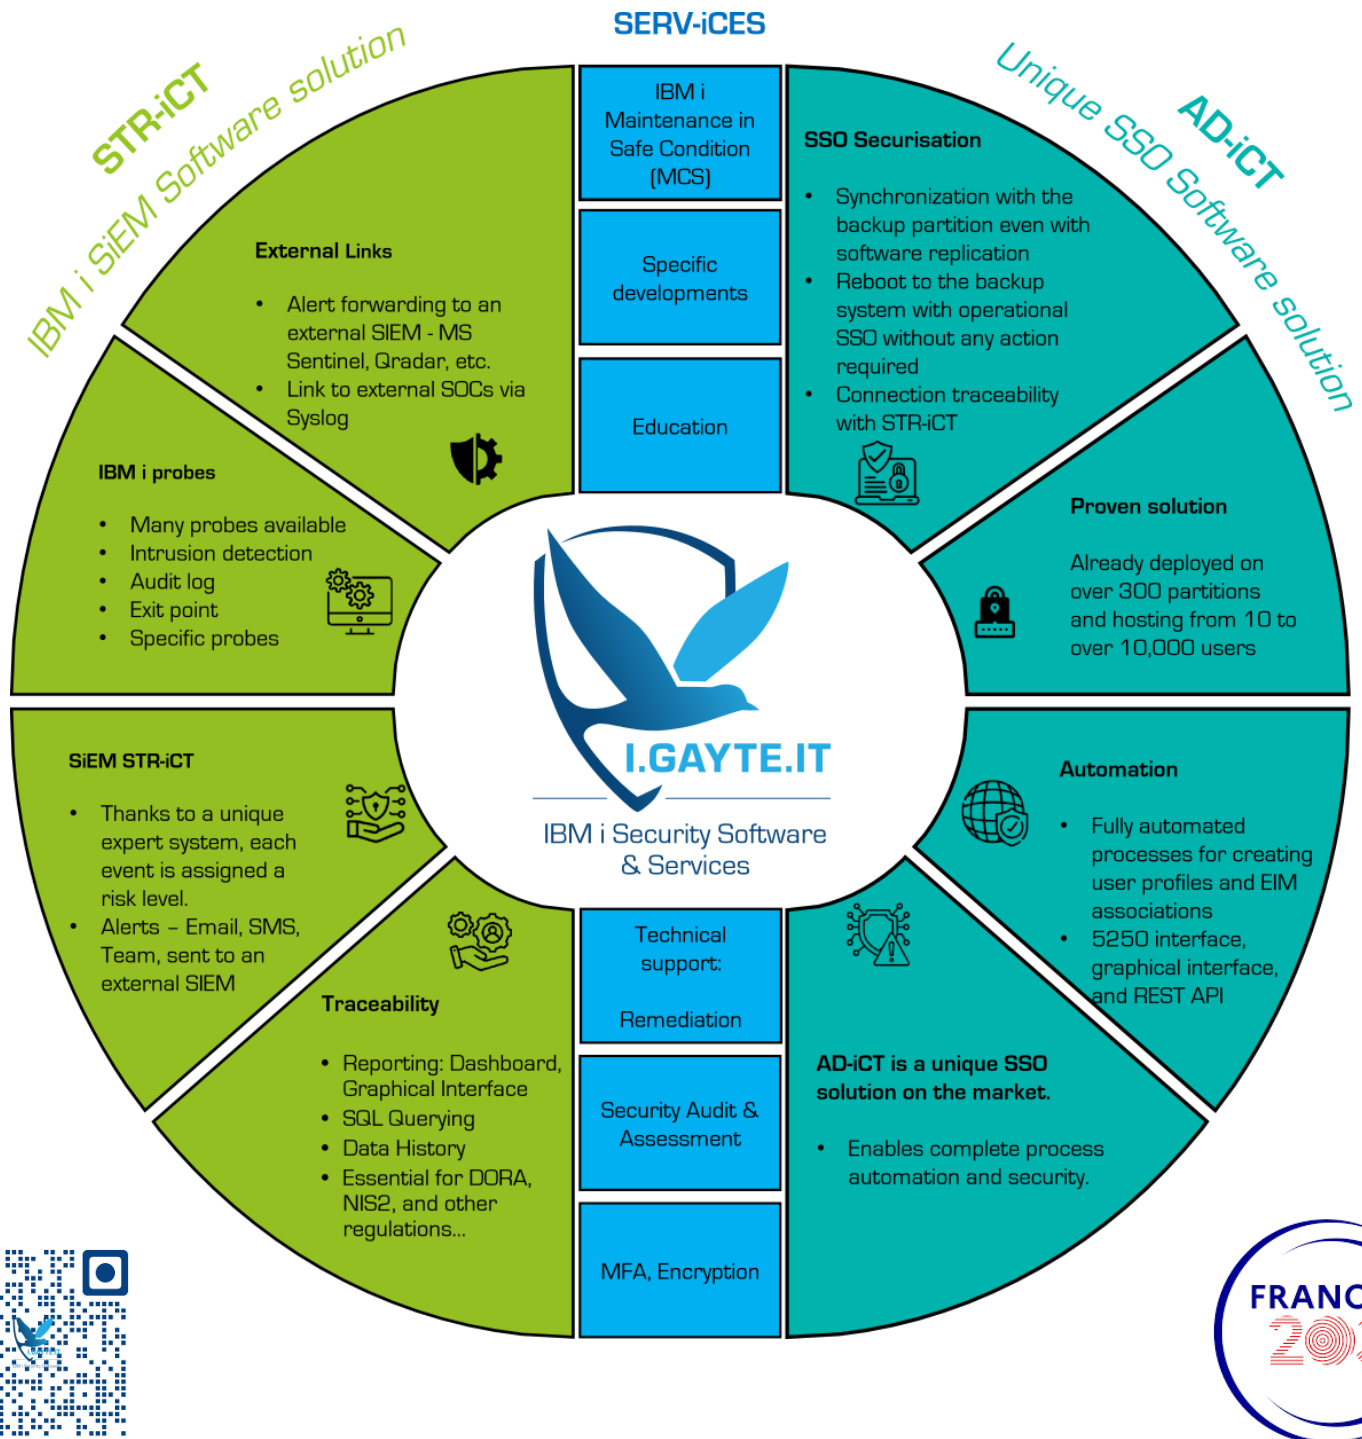 SERV-iCES
STR-iCT
IBM i SiEM Software solution
AD-iCT
Unique SSO Software solution
External Links
• Alert forwarding to an
external SIEM - MS
Sentinel, Qradar, etc.
• Link to external SOCs via
Syslog
IBM i probes
• Many probes available
• Intrusion detection
• Audit log
• Exit point
• Specific probes
SiEM STR-iCT
• Thanks to a unique
expert system, each
event is assigned a
risk level.
• Alerts – Email, SMS,
Team, sent to an
external SIEM
Traceability
• Reporting: Dashboard,
Graphical Interface
• SQL Querying
• Data History
• Essential for DORA,
NIS2, and other
regulations...
IBM i
Maintenance in
Safe Condition
(MCS)
Specific
developments
Education
I.GAYTE.IT
IBM i Security Software
& Services
Technical
support:
Remediation
Security Audit &
Assessment
MFA, Encryption
SSO Securisation
• Synchronization with the
backup partition even with
software replication
• Reboot to the backup
system with operational
SSO without any action
required
• Connection traceability
with STR-iCT
Proven solution
Already deployed on
over 300 partitions
and hosting from 10 to
over 10,000 users
Automation
• Fully automated
processes for creating
user profiles and EIM
associations
• 5250 interface,
graphical interface,
and REST API
AD-iCT is a unique SSO
solution on the market.
• Enables complete process
automation and security.
I.GAYTE.IT
FRANC
20